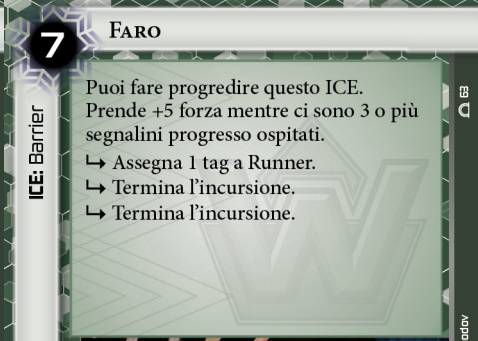 7
Faro
Puoi fare progredire questo ICE.
Prende +5 forza mentre ci sono 3 o più
segnalini progresso ospitati.
↳ Assegna 1 tag a Runner.
↳ Termina l'incursione.
↳ Termina l'incursione.
ICE: Barrier
63